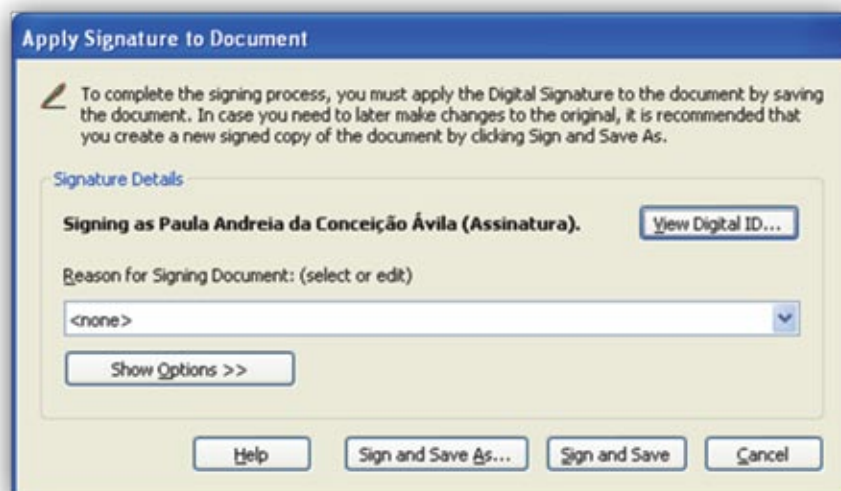 Apply Signature to Document
To complete the signing process, you must apply the Digital Signature to the document by saving
the document. In case you need to later make changes to the original, it is recommended that
you create a new signed copy of the document by clicking Sign and Save As.
Signature Details
Signing as Paula Andreia da Conceição Ávila (Assinatura).
View Digital ID...
Reason for Signing Document: (select or edit)
<none>
Show Options >>
Help
Sign and Save As...
Sign and Save
Cancel